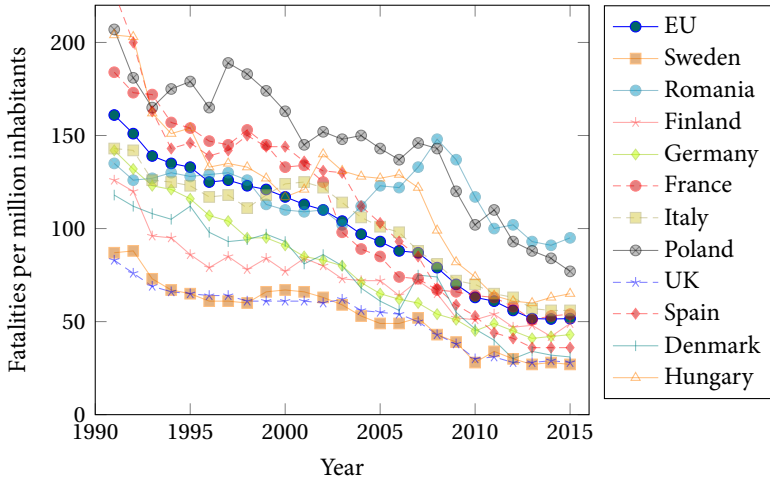 200
150
100
50
0
1990
1995
2000
2005
2010
2015
Year
Fatalities per million inhabitants
EU
Sweden
Romania
Finland
Germany
France
Italy
Poland
UK
Spain
Denmark
Hungary